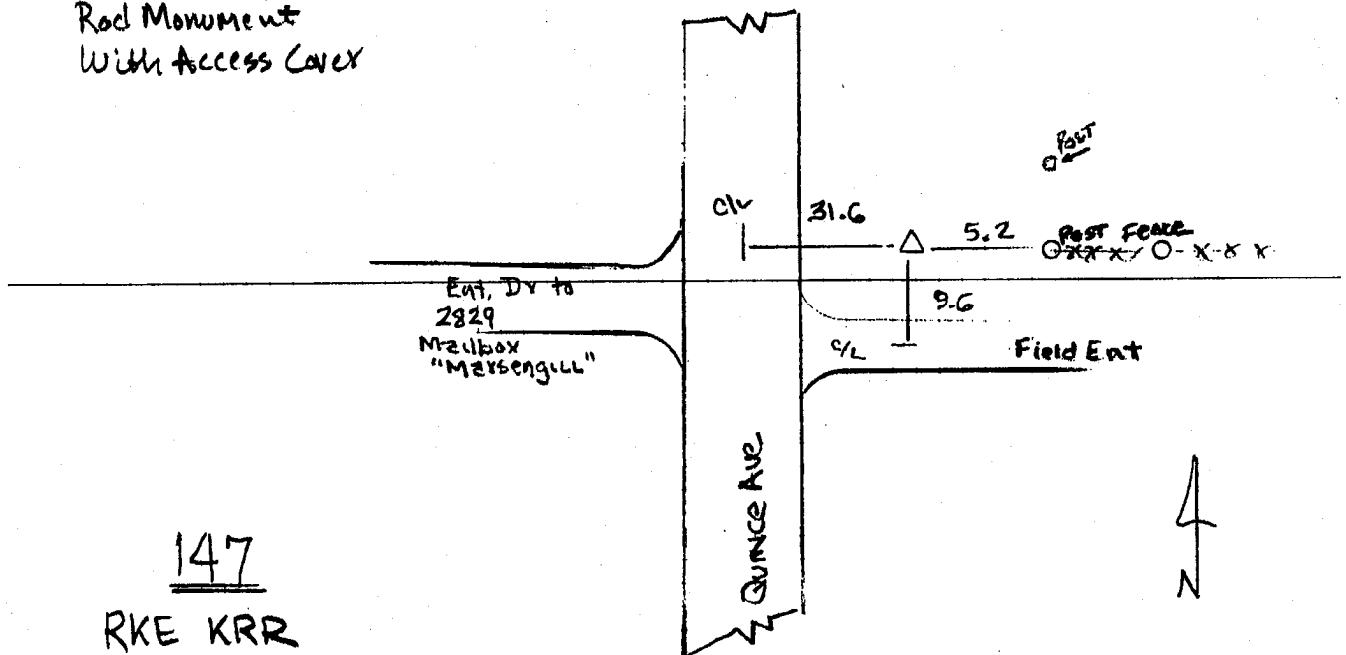 Rod Monument
With Access Cover
Post
C/L
31.6
5.2
Post Fence
Ent. Dr to
2829
Mailbox
"Marsengill"
9.6
C/L
Field Ent
Quince Ave
147
RKE KRR
N